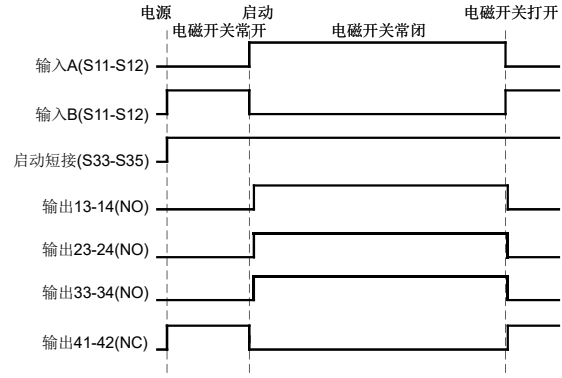 电源 启动 电磁开关打开
电磁开关常开 电磁开关常闭
输入A(S11-S12)
输入B(S11-S12)
启动短接(S33-S35)
输出13-14(NO)
输出23-24(NO)
输出33-34(NO)
输出41-42(NC)